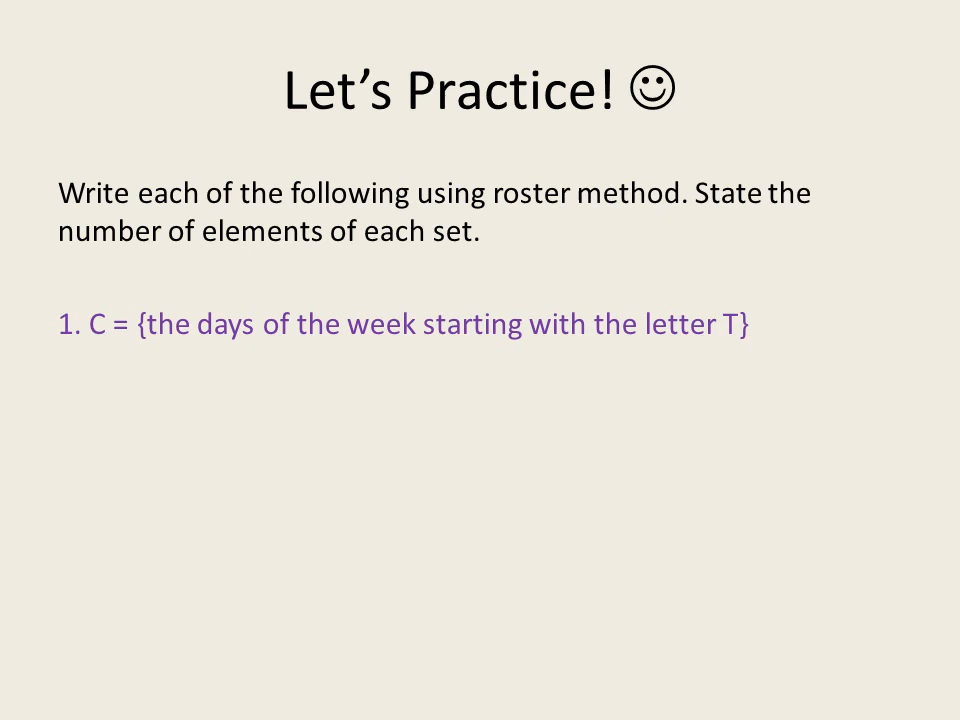 Let’s Practice! ☺
Write each of the following using roster method. State the
number of elements of each set.
1. C = {the days of the week starting with the letter T}